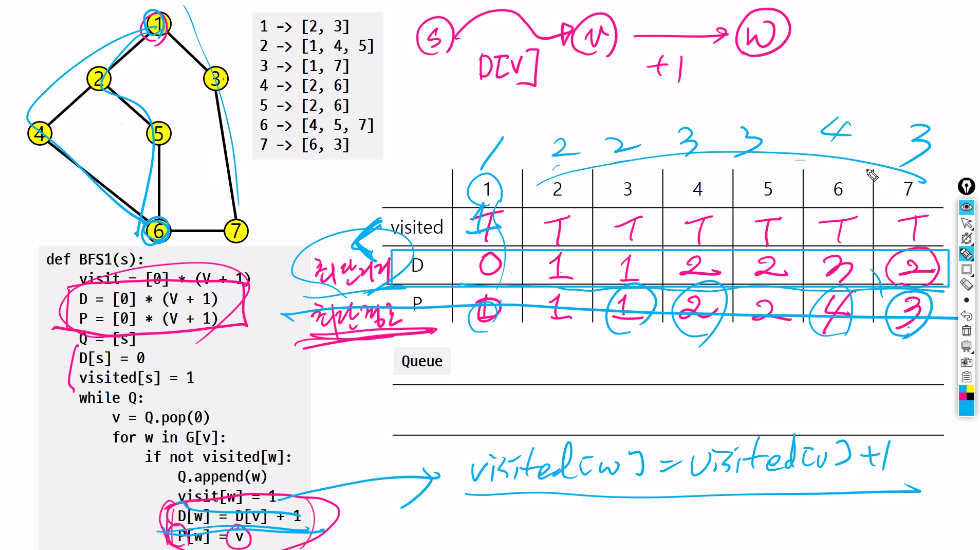 1
2
3
4
5
6
7
1 -> [2, 3]
2 -> [1, 4, 5]
3 -> [1, 7]
4 -> [2, 6]
5 -> [2, 6]
6 -> [4, 5, 7]
7 -> [6, 3]
s v w
D[v] +1
1 2 2 3 3 4 3
1 2 3 4 5 6 7
visited T T T T T T T
최단거리 D 0 1 1 2 2 3 2
최단경로 P 1 1 1 2 2 4 3
Queue
def BFS1(s):
visit = [0] * (V + 1)
D = [0] * (V + 1)
P = [0] * (V + 1)
Q = [s]
D[s] = 0
visited[s] = 1
while Q:
v = Q.pop(0)
for w in G[v]:
if not visited[w]:
Q.append(w)
visit[w] = 1
D[w] = D[v] + 1
P[w] = v
visited[w] = visited[v] + 1